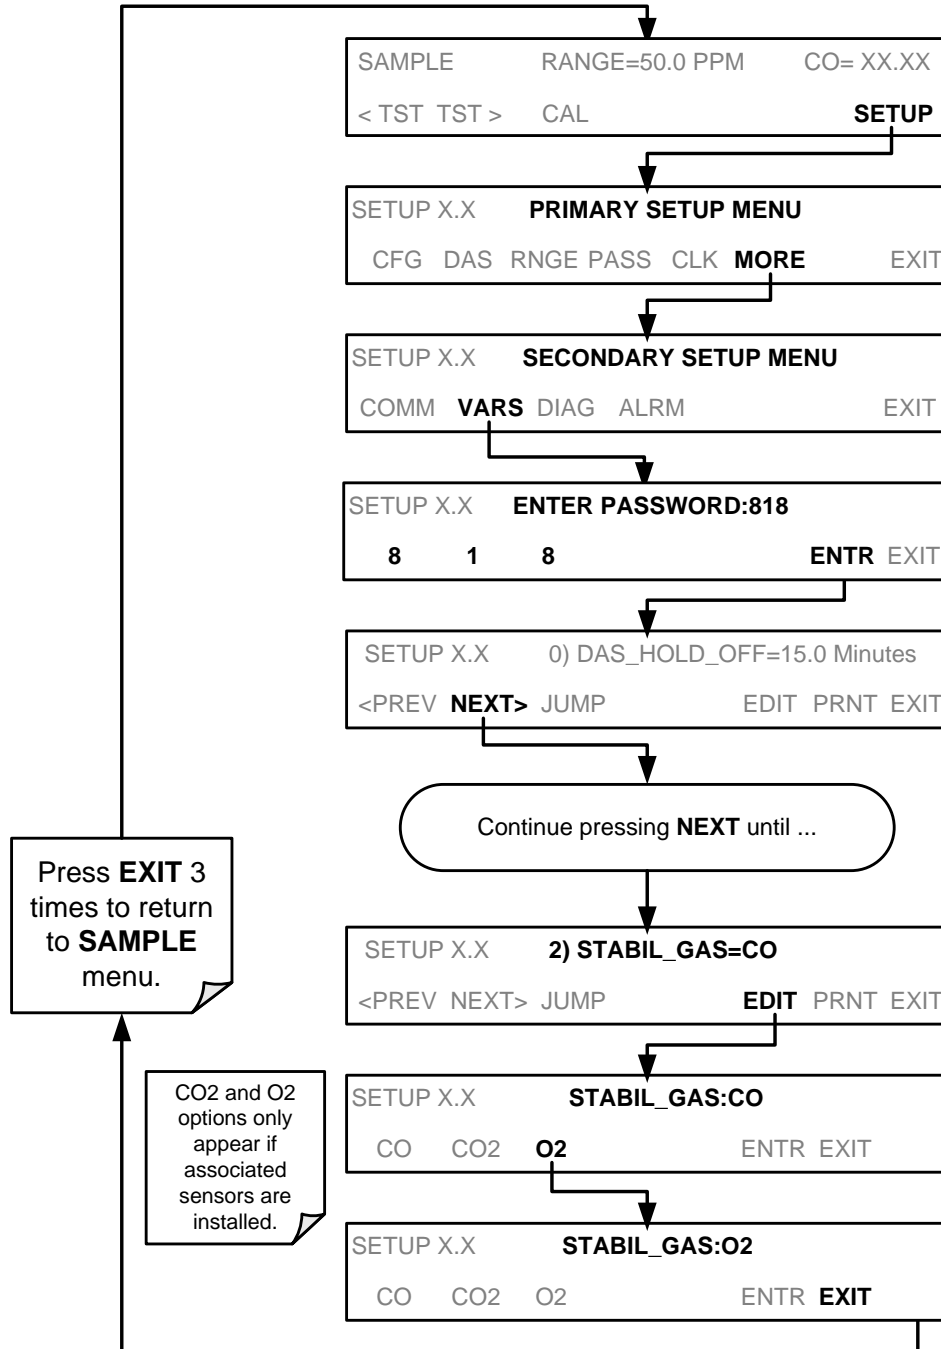 SAMPLE RANGE=50.0 PPM CO= XX.XX
< TST TST > CAL SETUP
SETUP X.X PRIMARY SETUP MENU
CFG DAS RNGE PASS CLK MORE EXIT
SETUP X.X SECONDARY SETUP MENU
COMM VARS DIAG ALRM EXIT
SETUP X.X ENTER PASSWORD:818
8 1 8 ENTR EXIT
SETUP X.X 0) DAS_HOLD_OFF=15.0 Minutes
<PREV NEXT> JUMP EDIT PRNT EXIT
Continue pressing NEXT until ...
Press EXIT 3
times to return
to SAMPLE
menu.
SETUP X.X 2) STABIL_GAS=CO
<PREV NEXT> JUMP EDIT PRNT EXIT
CO2 and O2
options only
appear if
associated
sensors are
installed.
SETUP X.X STABIL_GAS:CO
CO CO2 O2 ENTR EXIT
SETUP X.X STABIL_GAS:O2
CO CO2 O2 ENTR EXIT